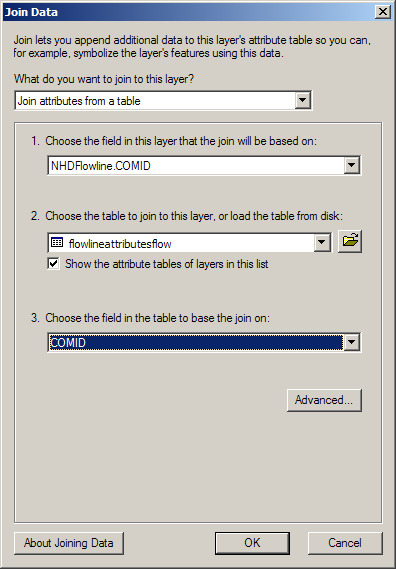 Join Data
Join lets you append additional data to this layer's attribute table so you can,
for example, symbolize the layer's features using this data.
What do you want to join to this layer?
Join attributes from a table
1. Choose the field in this layer that the join will be based on:
NHDFlowline.COMID
2. Choose the table to join to this layer, or load the table from disk:
flowlineattributesflow
Show the attribute tables of layers in this list
3. Choose the field in the table to base the join on:
COMID
Advanced...
About Joining Data
OK
Cancel